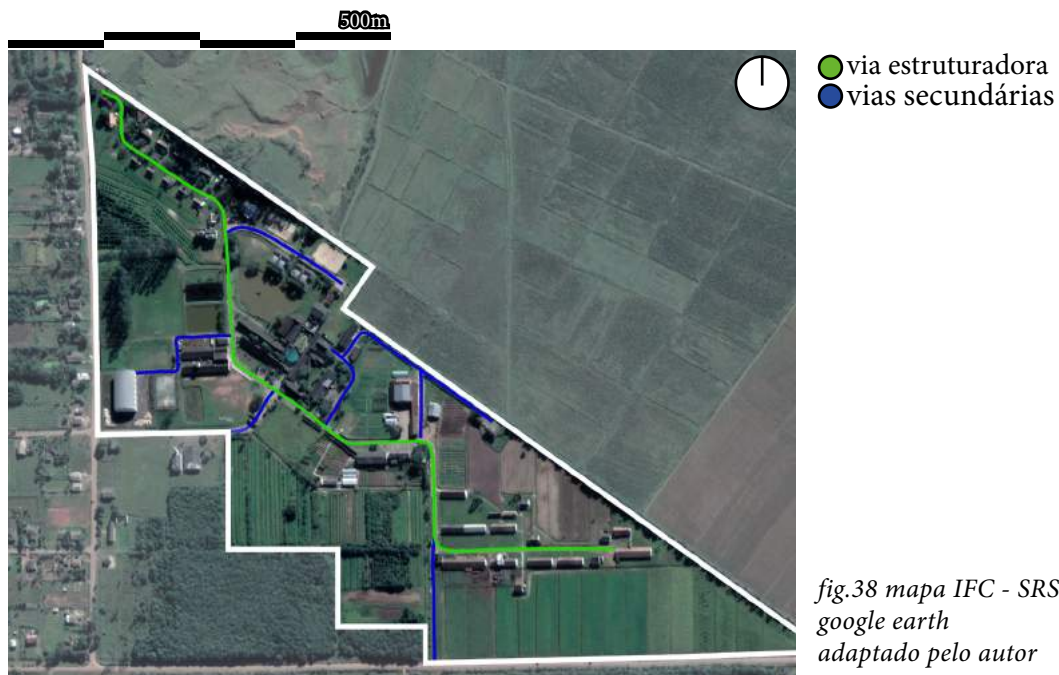 500m
via estruturadora
vias secundárias
fig.38 mapa IFC - SRS
google earth
adaptado pelo autor